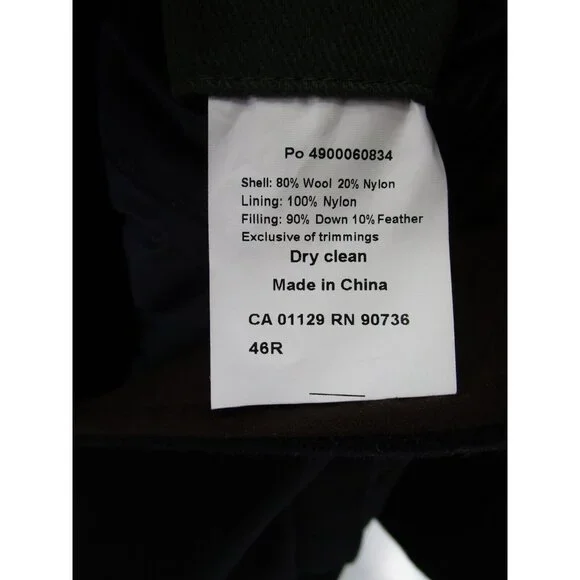 Po 4900060834
Shell: 80% Wool 20% Nylon
Lining: 100% Nylon
Filling: 90% Down 10% Feather
Exclusive of trimmings
Dry clean
Made in China
CA 01129 RN 90736
46R